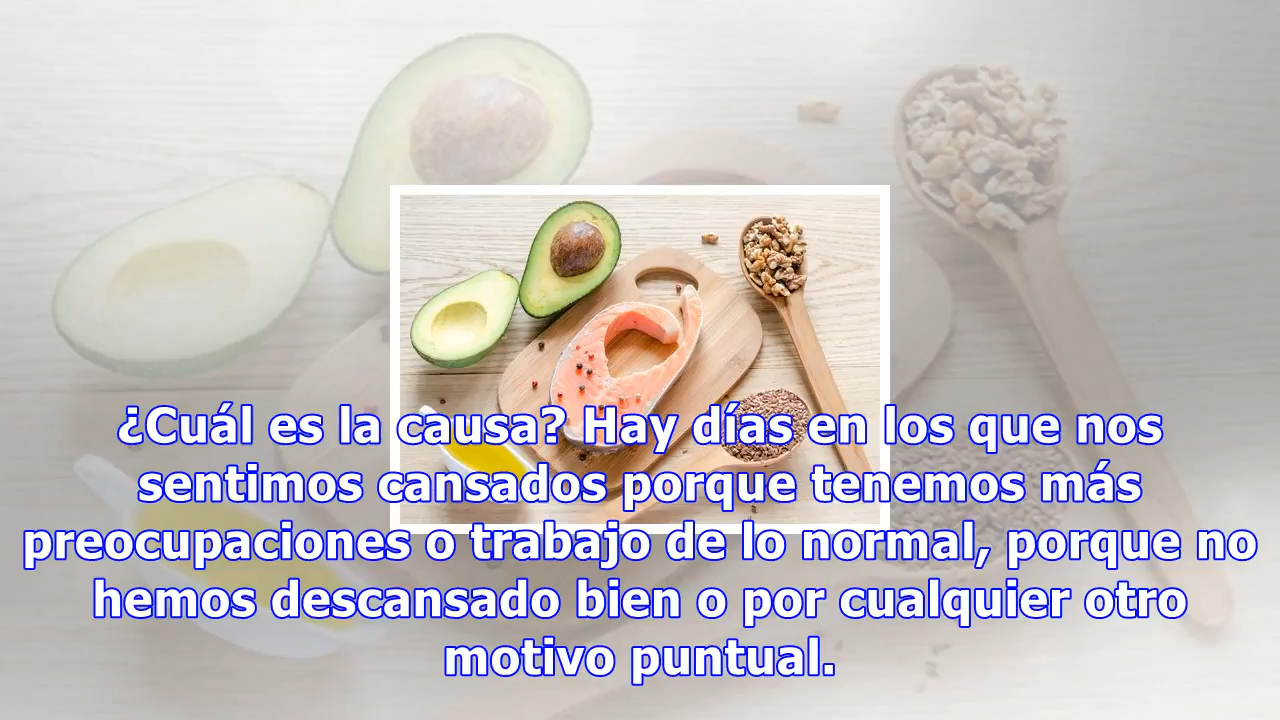 ¿Cuál es la causa? Hay días en los que nos
sentimos cansados porque tenemos más
preocupaciones o trabajo de lo normal, porque no
hemos descansado bien o por cualquier otro
motivo puntual.